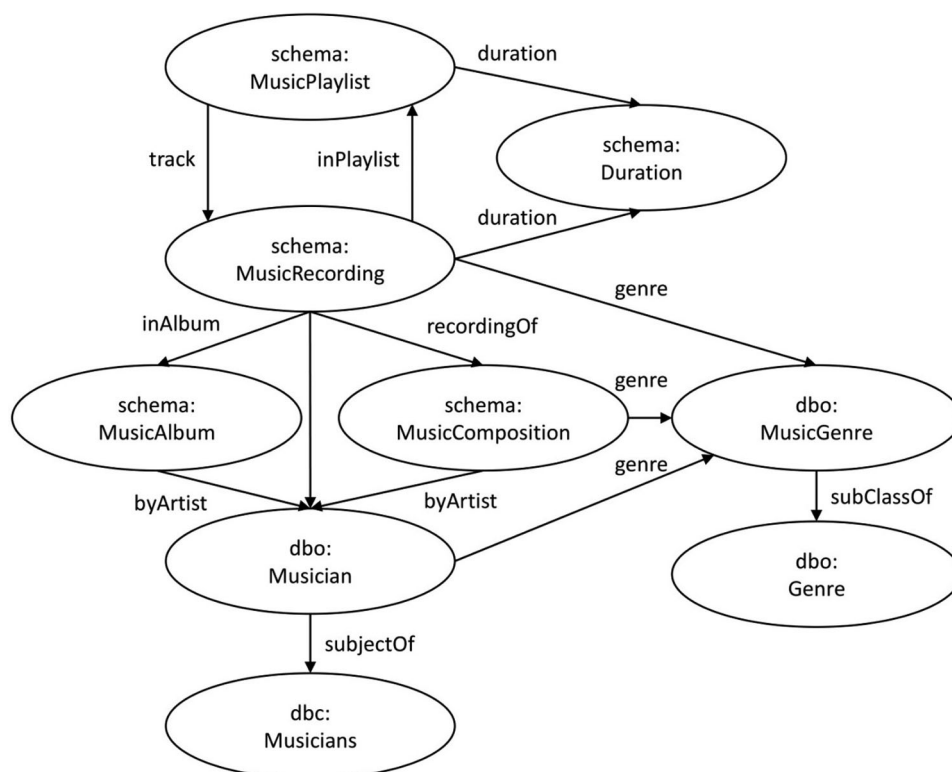 schema:
MusicPlaylist
duration
track
inPlaylist
schema:
Duration
duration
schema:
MusicRecording
genre
inAlbum
recordingOf
schema:
MusicAlbum
schema:
MusicComposition
genre
dbo:
MusicGenre
byArtist
byArtist
genre
subClassOf
dbo:
Musician
dbo:
Genre
subjectOf
dbc:
Musicians